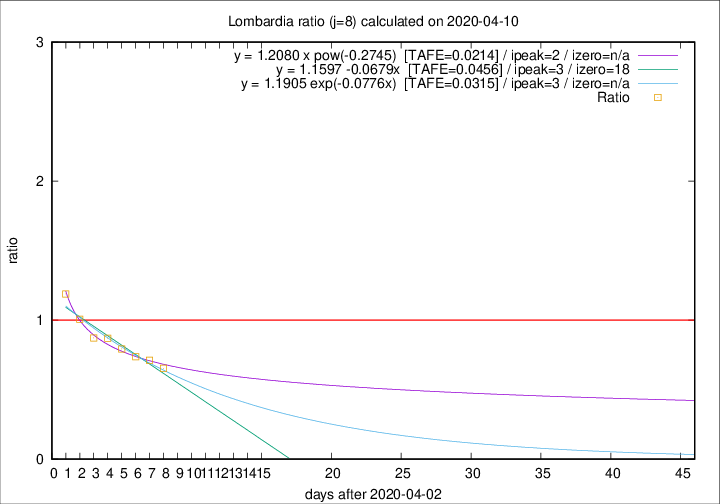 Lombardia ratio (j=8) calculated on 2020-04-10
y = 1.2080 x pow(-0.2745) [TAFE=0.0214] / ipeak=2 / izero=n/a
y = 1.1597 -0.0679x [TAFE=0.0456] / ipeak=3 / izero=18
y = 1.1905 exp(-0.0776x) [TAFE=0.0315] / ipeak=3 / izero=n/a
Ratio
3
2
1
0
ratio
0 1 2 3 4 5 6 7 8 9 10 11 12 13 14 15 20 25 30 35 40 45
days after 2020-04-02